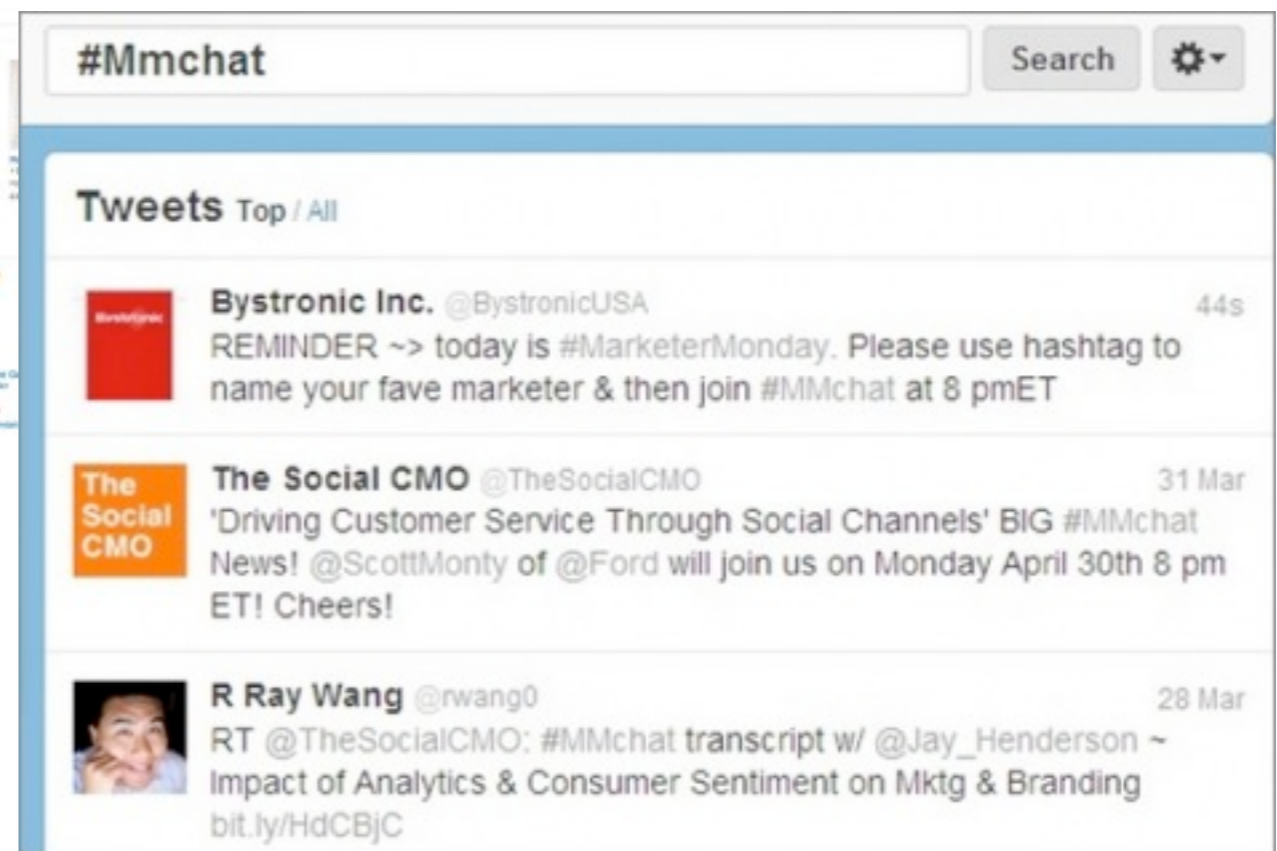 #Mmchat
Search
Tweets Top / All
Bystronic
Bystronic Inc. @BystronicUSA 44s
REMINDER ~> today is #MarketerMonday. Please use hashtag to
name your fave marketer & then join #MMchat at 8 pmET
The
Social
CMO
The Social CMO @TheSocialCMO 31 Mar
'Driving Customer Service Through Social Channels' BIG #MMchat
News! @ScottMonty of @Ford will join us on Monday April 30th 8 pm
ET! Cheers!
R Ray Wang @rwang0 28 Mar
RT @TheSocialCMO: #MMchat transcript w/ @Jay_Henderson ~
Impact of Analytics & Consumer Sentiment on Mktg & Branding
bit.ly/HdCBjC